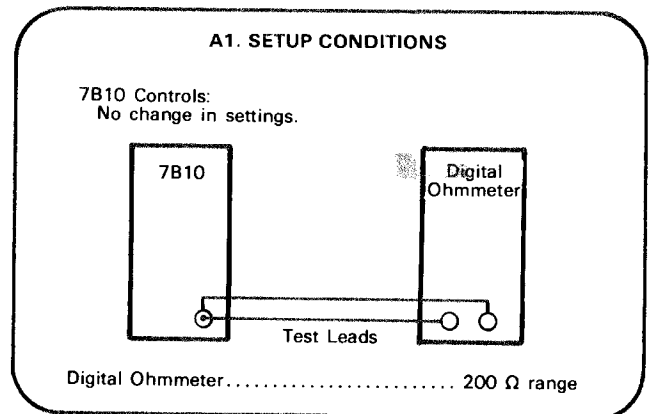 A1. SETUP CONDITIONS
7B10 Controls:
No change in settings.
7B10
Digital
Ohmmeter
Test Leads
Digital Ohmmeter......................... 200 Ω range